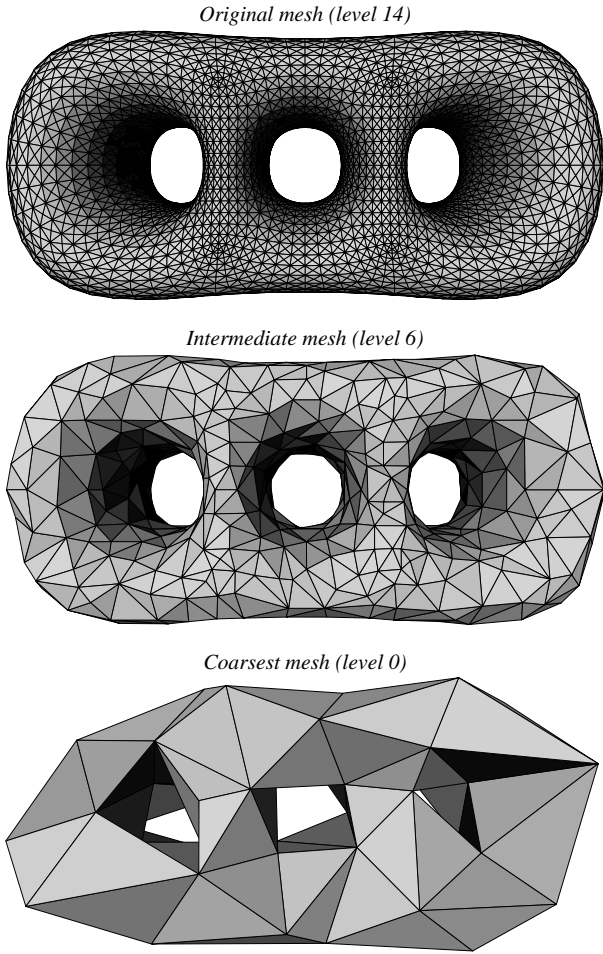 Original mesh (level 14)
Intermediate mesh (level 6)
Coarsest mesh (level 0)